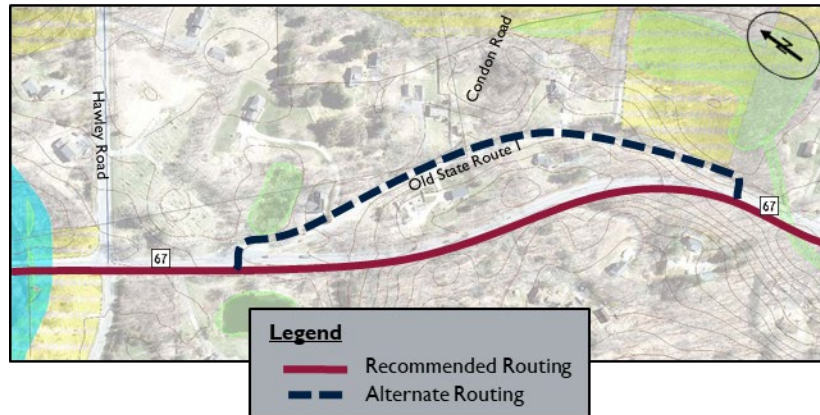 Condon Road
N
Hawley Road
Old State Route 1
67
67
Legend
Recommended Routing
Alternate Routing